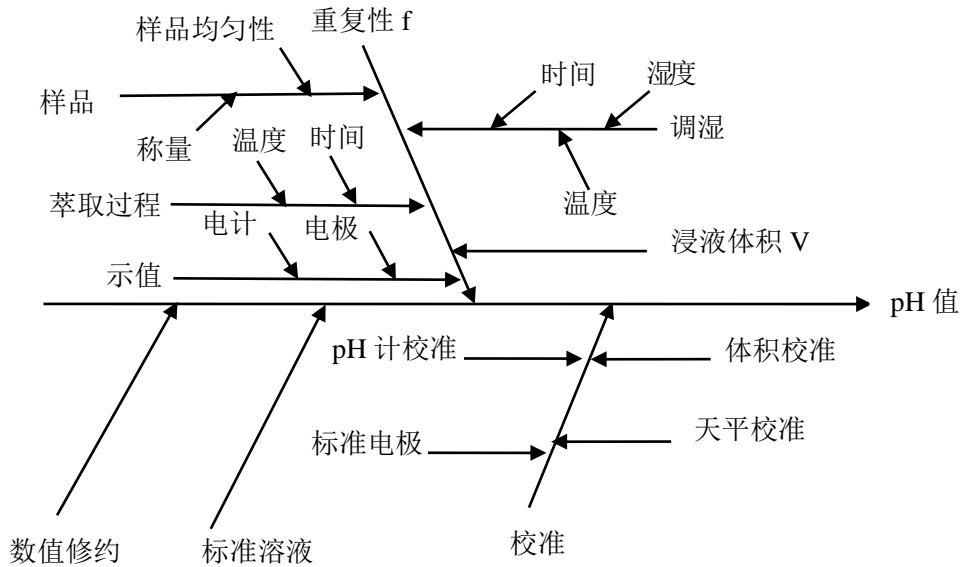 样品均匀性
重复性 f
时间
湿度
样品
调湿
称量
温度
时间
温度
萃取过程
电计
电极
浸液体积 V
示值
pH 值
pH 计校准
体积校准
标准电极
天平校准
数值修约
标准溶液
校准